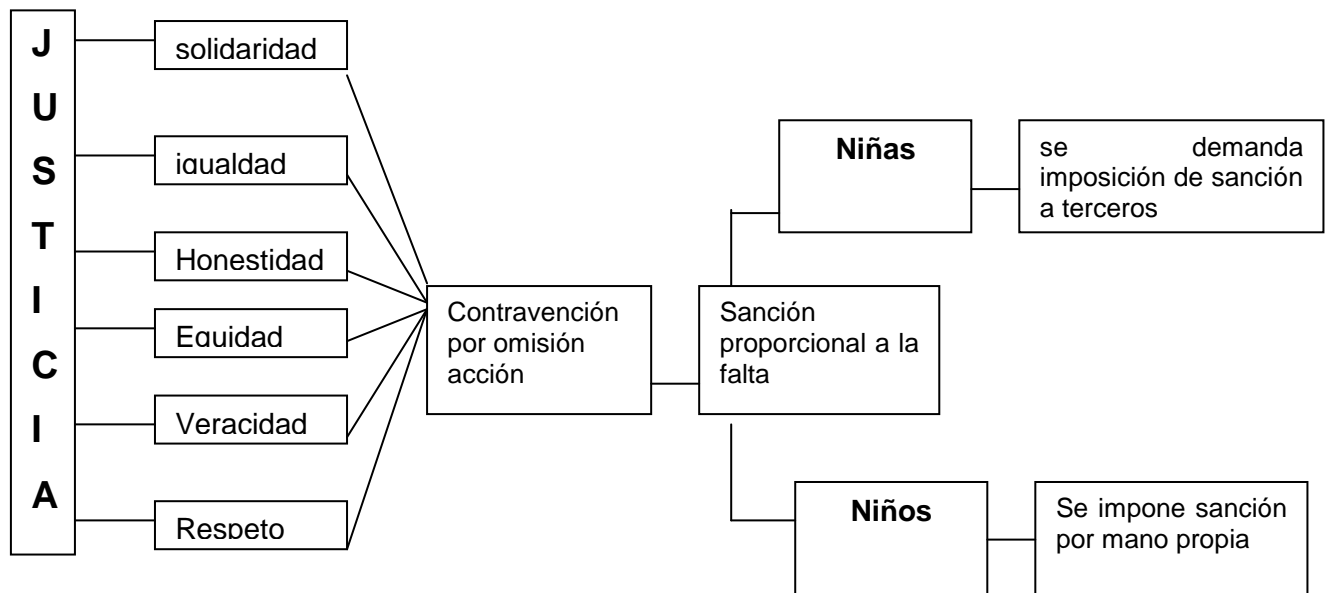 J
U
S
T
I
C
I
A
solidaridad
igualdad
Honestidad
Equidad
Veracidad
Respeto
Contravención
por omisión
acción
Sanción
proporcional a la
falta
Niñas
se demanda
imposición de sanción
a terceros
Niños
Se impone sanción
por mano propia